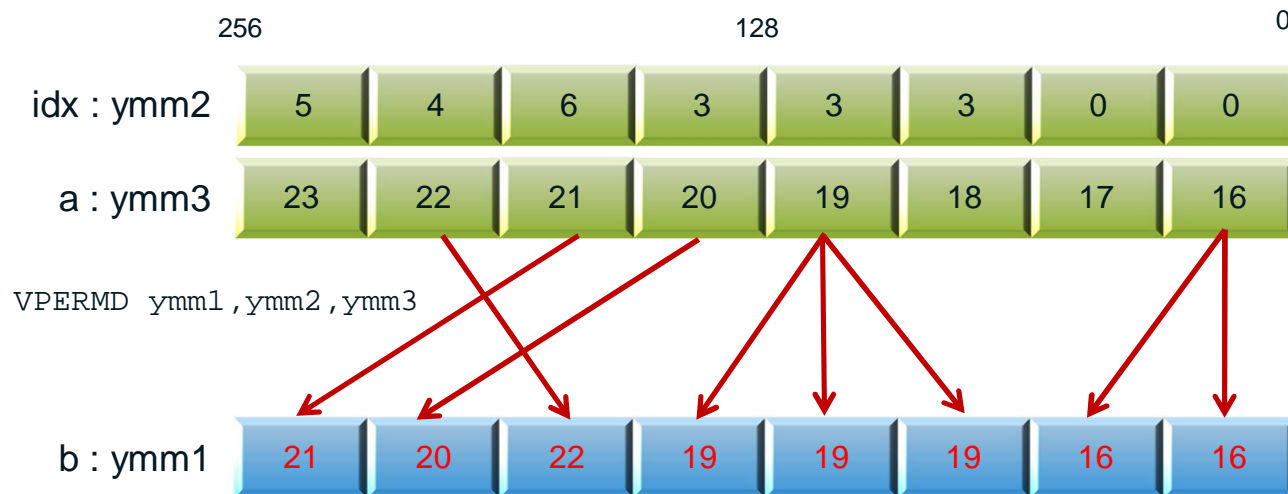 256 128 0
idx : ymm2 5 4 6 3 3 3 0 0
a : ymm3 23 22 21 20 19 18 17 16
VPERMD ymm1,ymm2,ymm3
b : ymm1 21 20 22 19 19 19 16 16